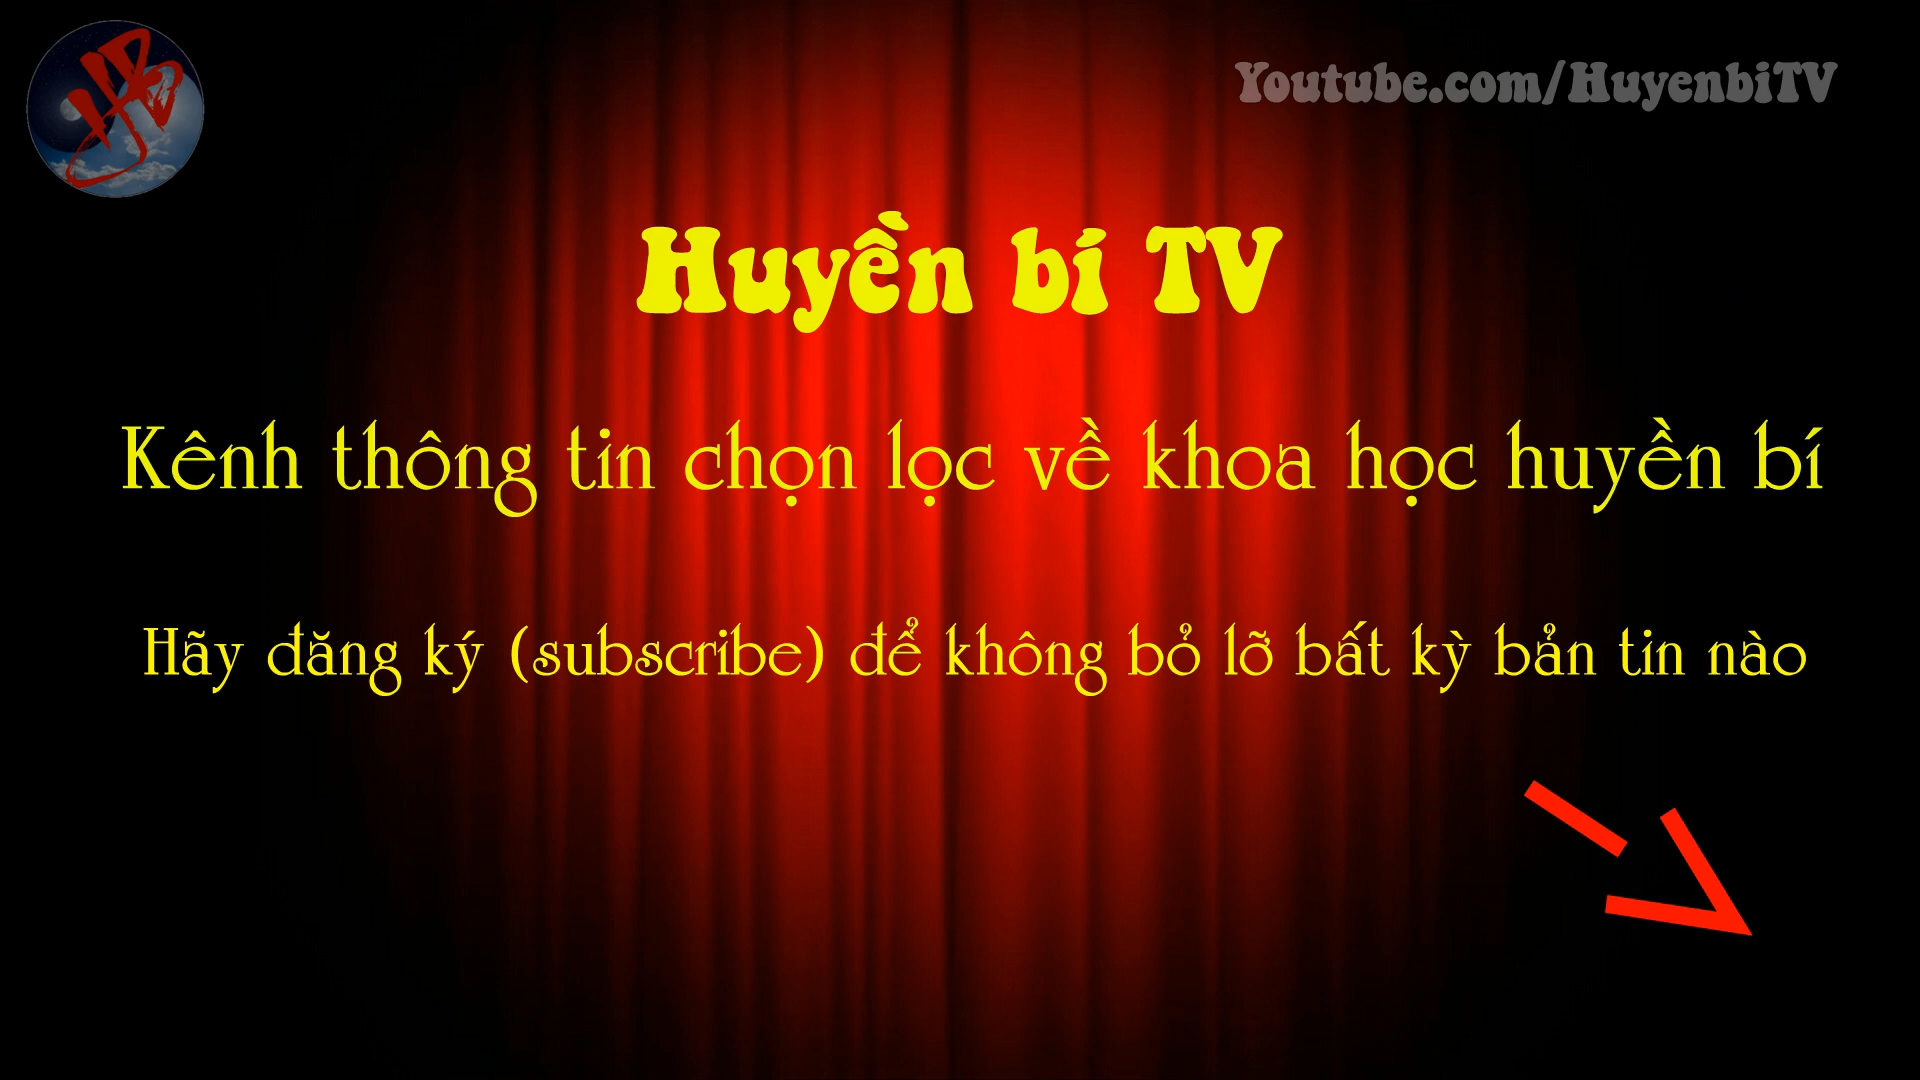 HB
Youtube.com/HuyenbiTV
Huyền bí TV
Kênh thông tin chọn lọc về khoa học huyền bí
Hãy đăng ký (subscribe) để không bỏ lỡ bất kỳ bản tin nào